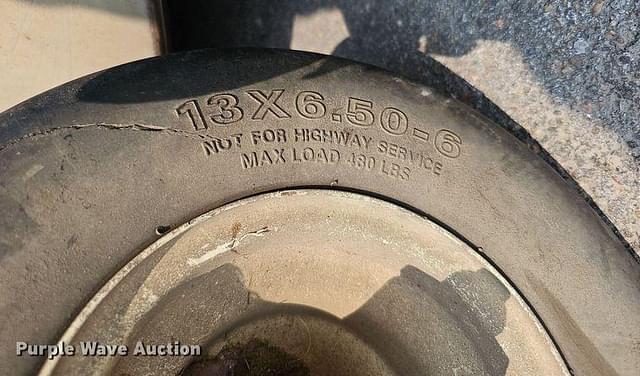 13X6.50-6
NOT FOR HIGHWAY SERVICE
MAX LOAD 480 LBS
Purple Wave Auction